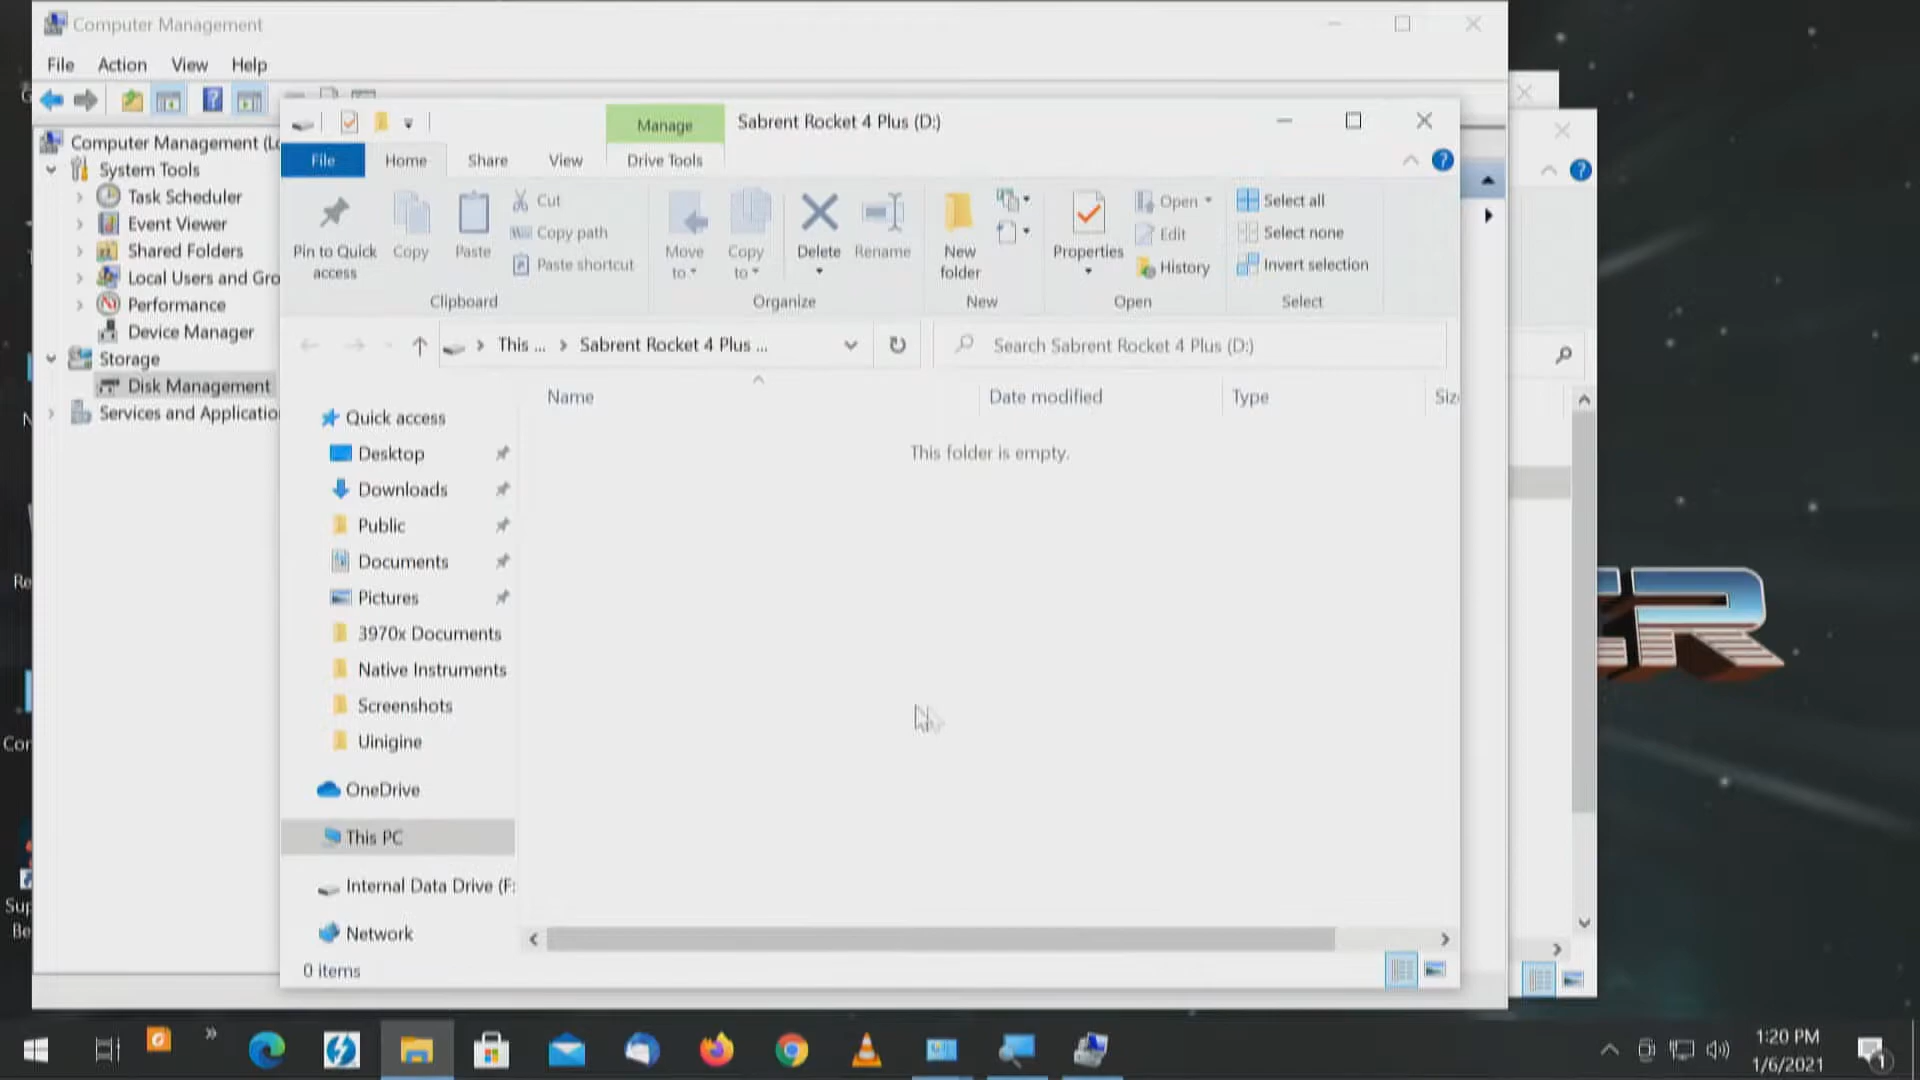 Computer Management
File Action View Help
Manage
Sabrent Rocket 4 Plus (D:)
File Home Share View Drive Tools
Pin to Quick access
Copy
Paste
Cut
Copy path
Paste shortcut
Clipboard
Move to
Copy to
Delete
Rename
Organize
New folder
New
Properties
Open
Edit
History
Open
Select all
Select none
Invert selection
Select
Computer Management
System Tools
Task Scheduler
Event Viewer
Shared Folders
Local Users and Gro
Performance
Device Manager
Storage
Disk Management
Services and Applicatio
This ... Sabrent Rocket 4 Plus ...
Search Sabrent Rocket 4 Plus (D:)
Name Date modified Type Siz
This folder is empty.
Quick access
Desktop
Downloads
Public
Documents
Pictures
3970x Documents
Native Instruments
Screenshots
Uinigine
OneDrive
This PC
Internal Data Drive (F:
Network
0 items
Re
Cor
Sup
Be
R
1:20 PM
1/6/2021
1